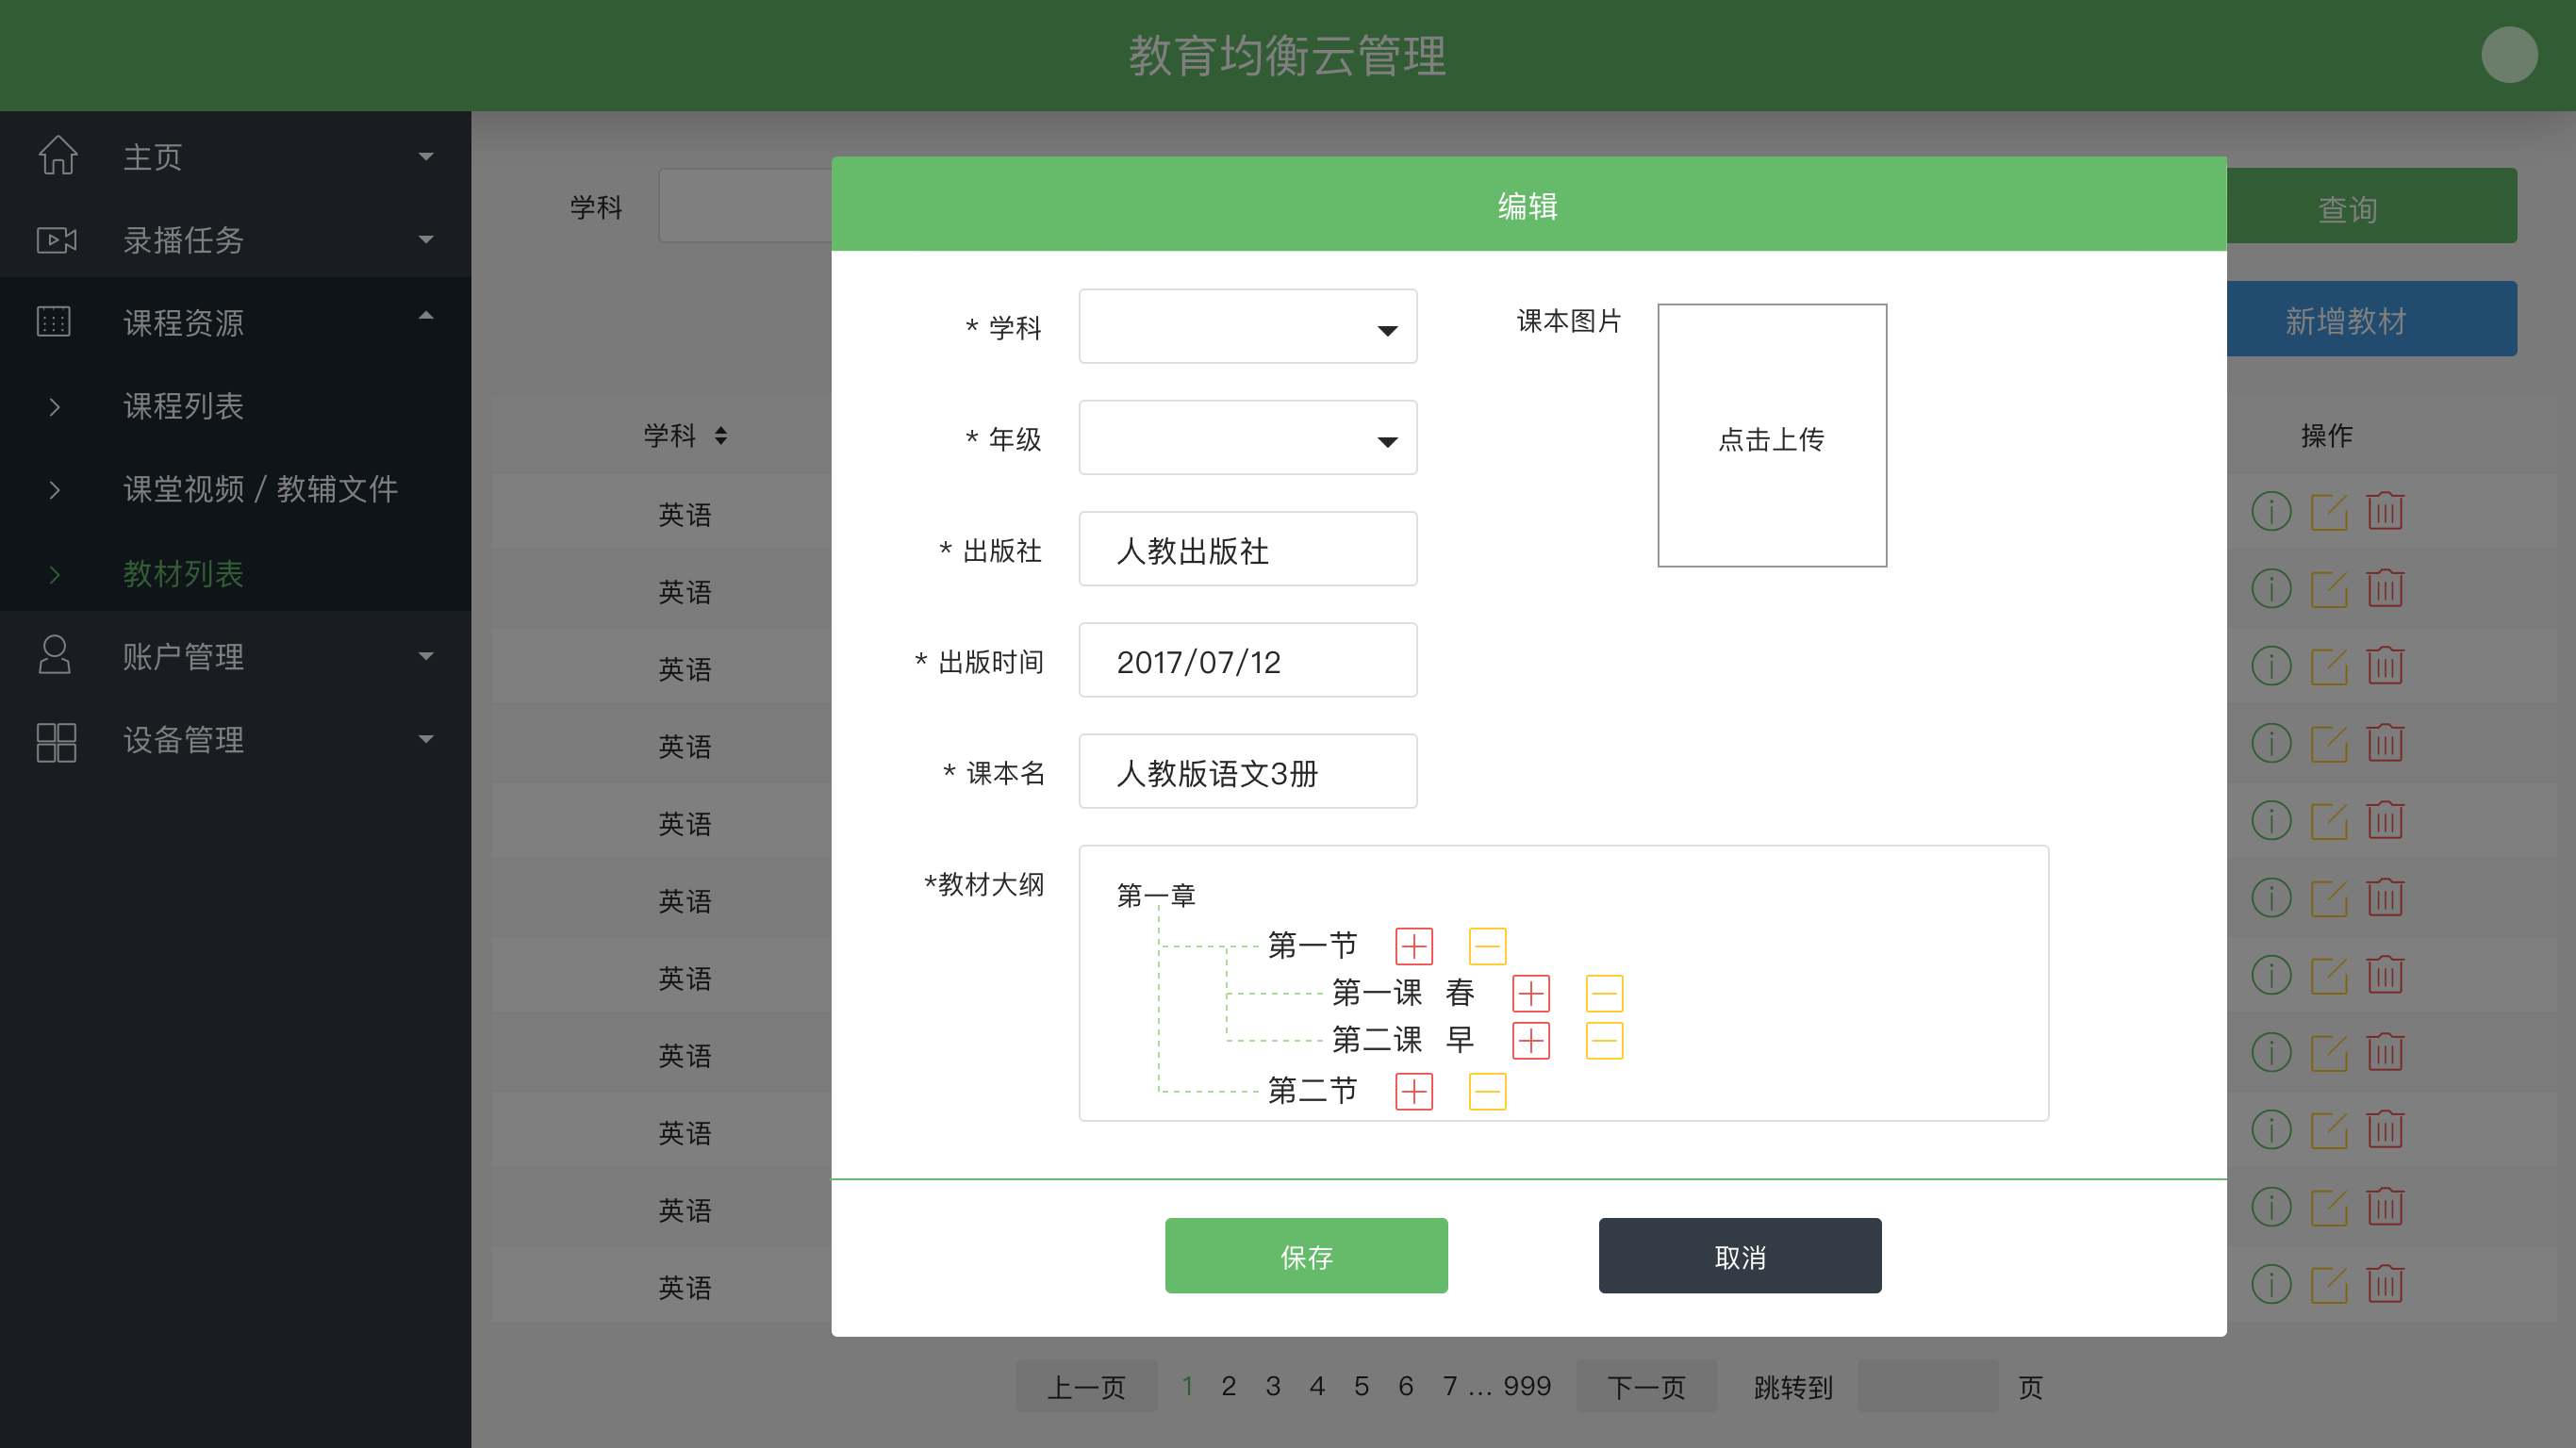 教育均衡云管理
主页
录播任务
课程资源
课程列表
课堂视频 / 教辅文件
教材列表
账户管理
设备管理
学科
查询
新增教材
学科
操作
英语
英语
英语
英语
英语
英语
英语
英语
英语
英语
英语
编辑
* 学科
课本图片
点击上传
* 年级
* 出版社
人教出版社
* 出版时间
2017/07/12
* 课本名
人教版语文3册
*教材大纲
第一章
第一节
第一课 春
第二课 早
第二节
保存
取消
上一页 1 2 3 4 5 6 7 ... 999 下一页 跳转到 页